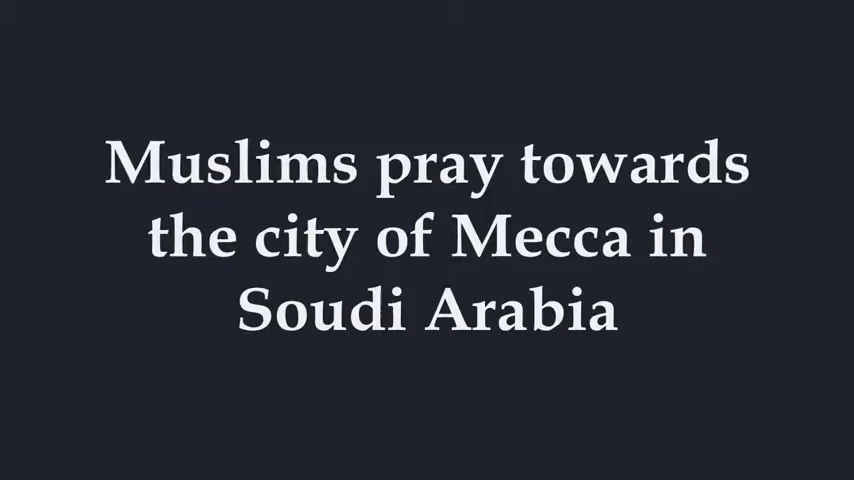 Muslims pray towards
the city of Mecca in
Soudi Arabia